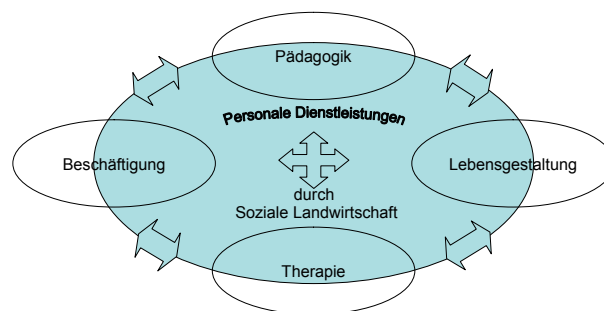 Pädagogik
Personale Dienstleistungen
Beschäftigung
Lebensgestaltung
durch
Soziale Landwirtschaft
Therapie